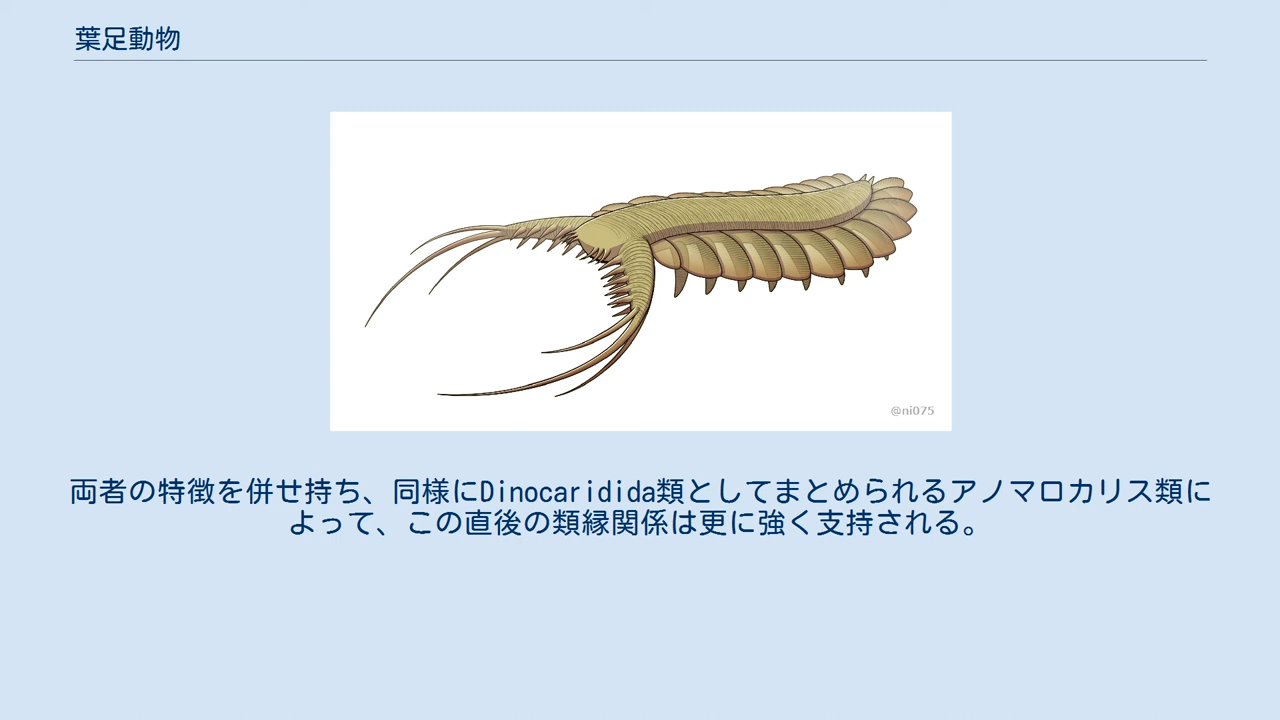 葉足動物
@ni075
両者の特徴を併せ持ち、同様にDinocaridida類としてまとめられるアノマロカリス類に
よって、この直後の類縁関係は更に強く支持される。